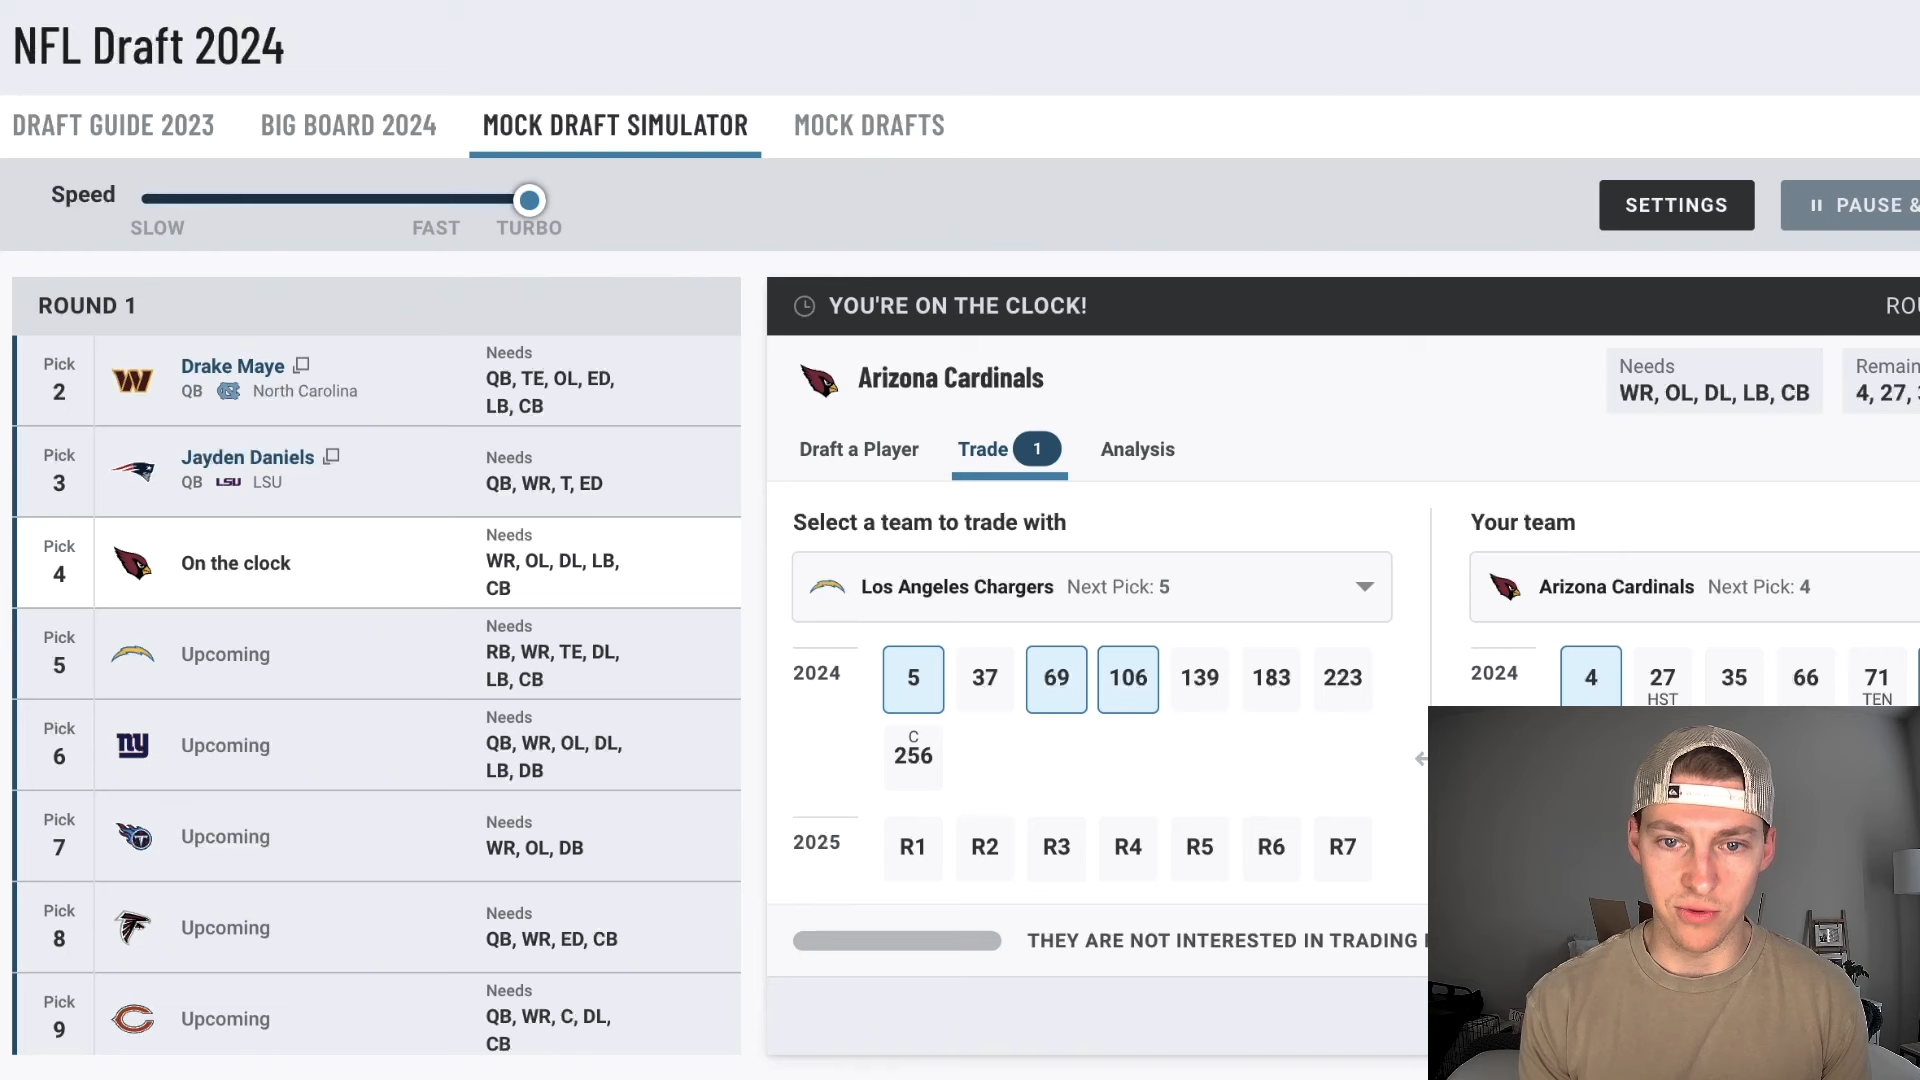 NFL Draft 2024
DRAFT GUIDE 2023 BIG BOARD 2024 MOCK DRAFT SIMULATOR MOCK DRAFTS
Speed
SLOW FAST TURBO
SETTINGS
PAUSE &
ROUND 1
Pick
2
Drake Maye
QB North Carolina
Needs
QB, TE, OL, ED,
LB, CB
Pick
3
Jayden Daniels
QB LSU LSU
Needs
QB, WR, T, ED
Pick
4
On the clock
Needs
WR, OL, DL, LB,
CB
Pick
5
Upcoming
Needs
RB, WR, TE, DL,
LB, CB
Pick
6
ny
Upcoming
Needs
QB, WR, OL, DL,
LB, DB
Pick
7
T
Upcoming
Needs
WR, OL, DB
Pick
8
Upcoming
Needs
QB, WR, ED, CB
Pick
9
Upcoming
Needs
QB, WR, C, DL,
CB
YOU'RE ON THE CLOCK!
Arizona Cardinals
Needs
WR, OL, DL, LB, CB
4, 27,
Draft a Player Trade 1 Analysis
Select a team to trade with
Los Angeles Chargers Next Pick: 5
2024 5 37 69 106 139 183 223
C
256
2025 R1 R2 R3 R4 R5 R6 R7
THEY ARE NOT INTERESTED IN TRADING
Your team
Arizona Cardinals Next Pick: 4
2024 4 27 35 66 71
HST TEN